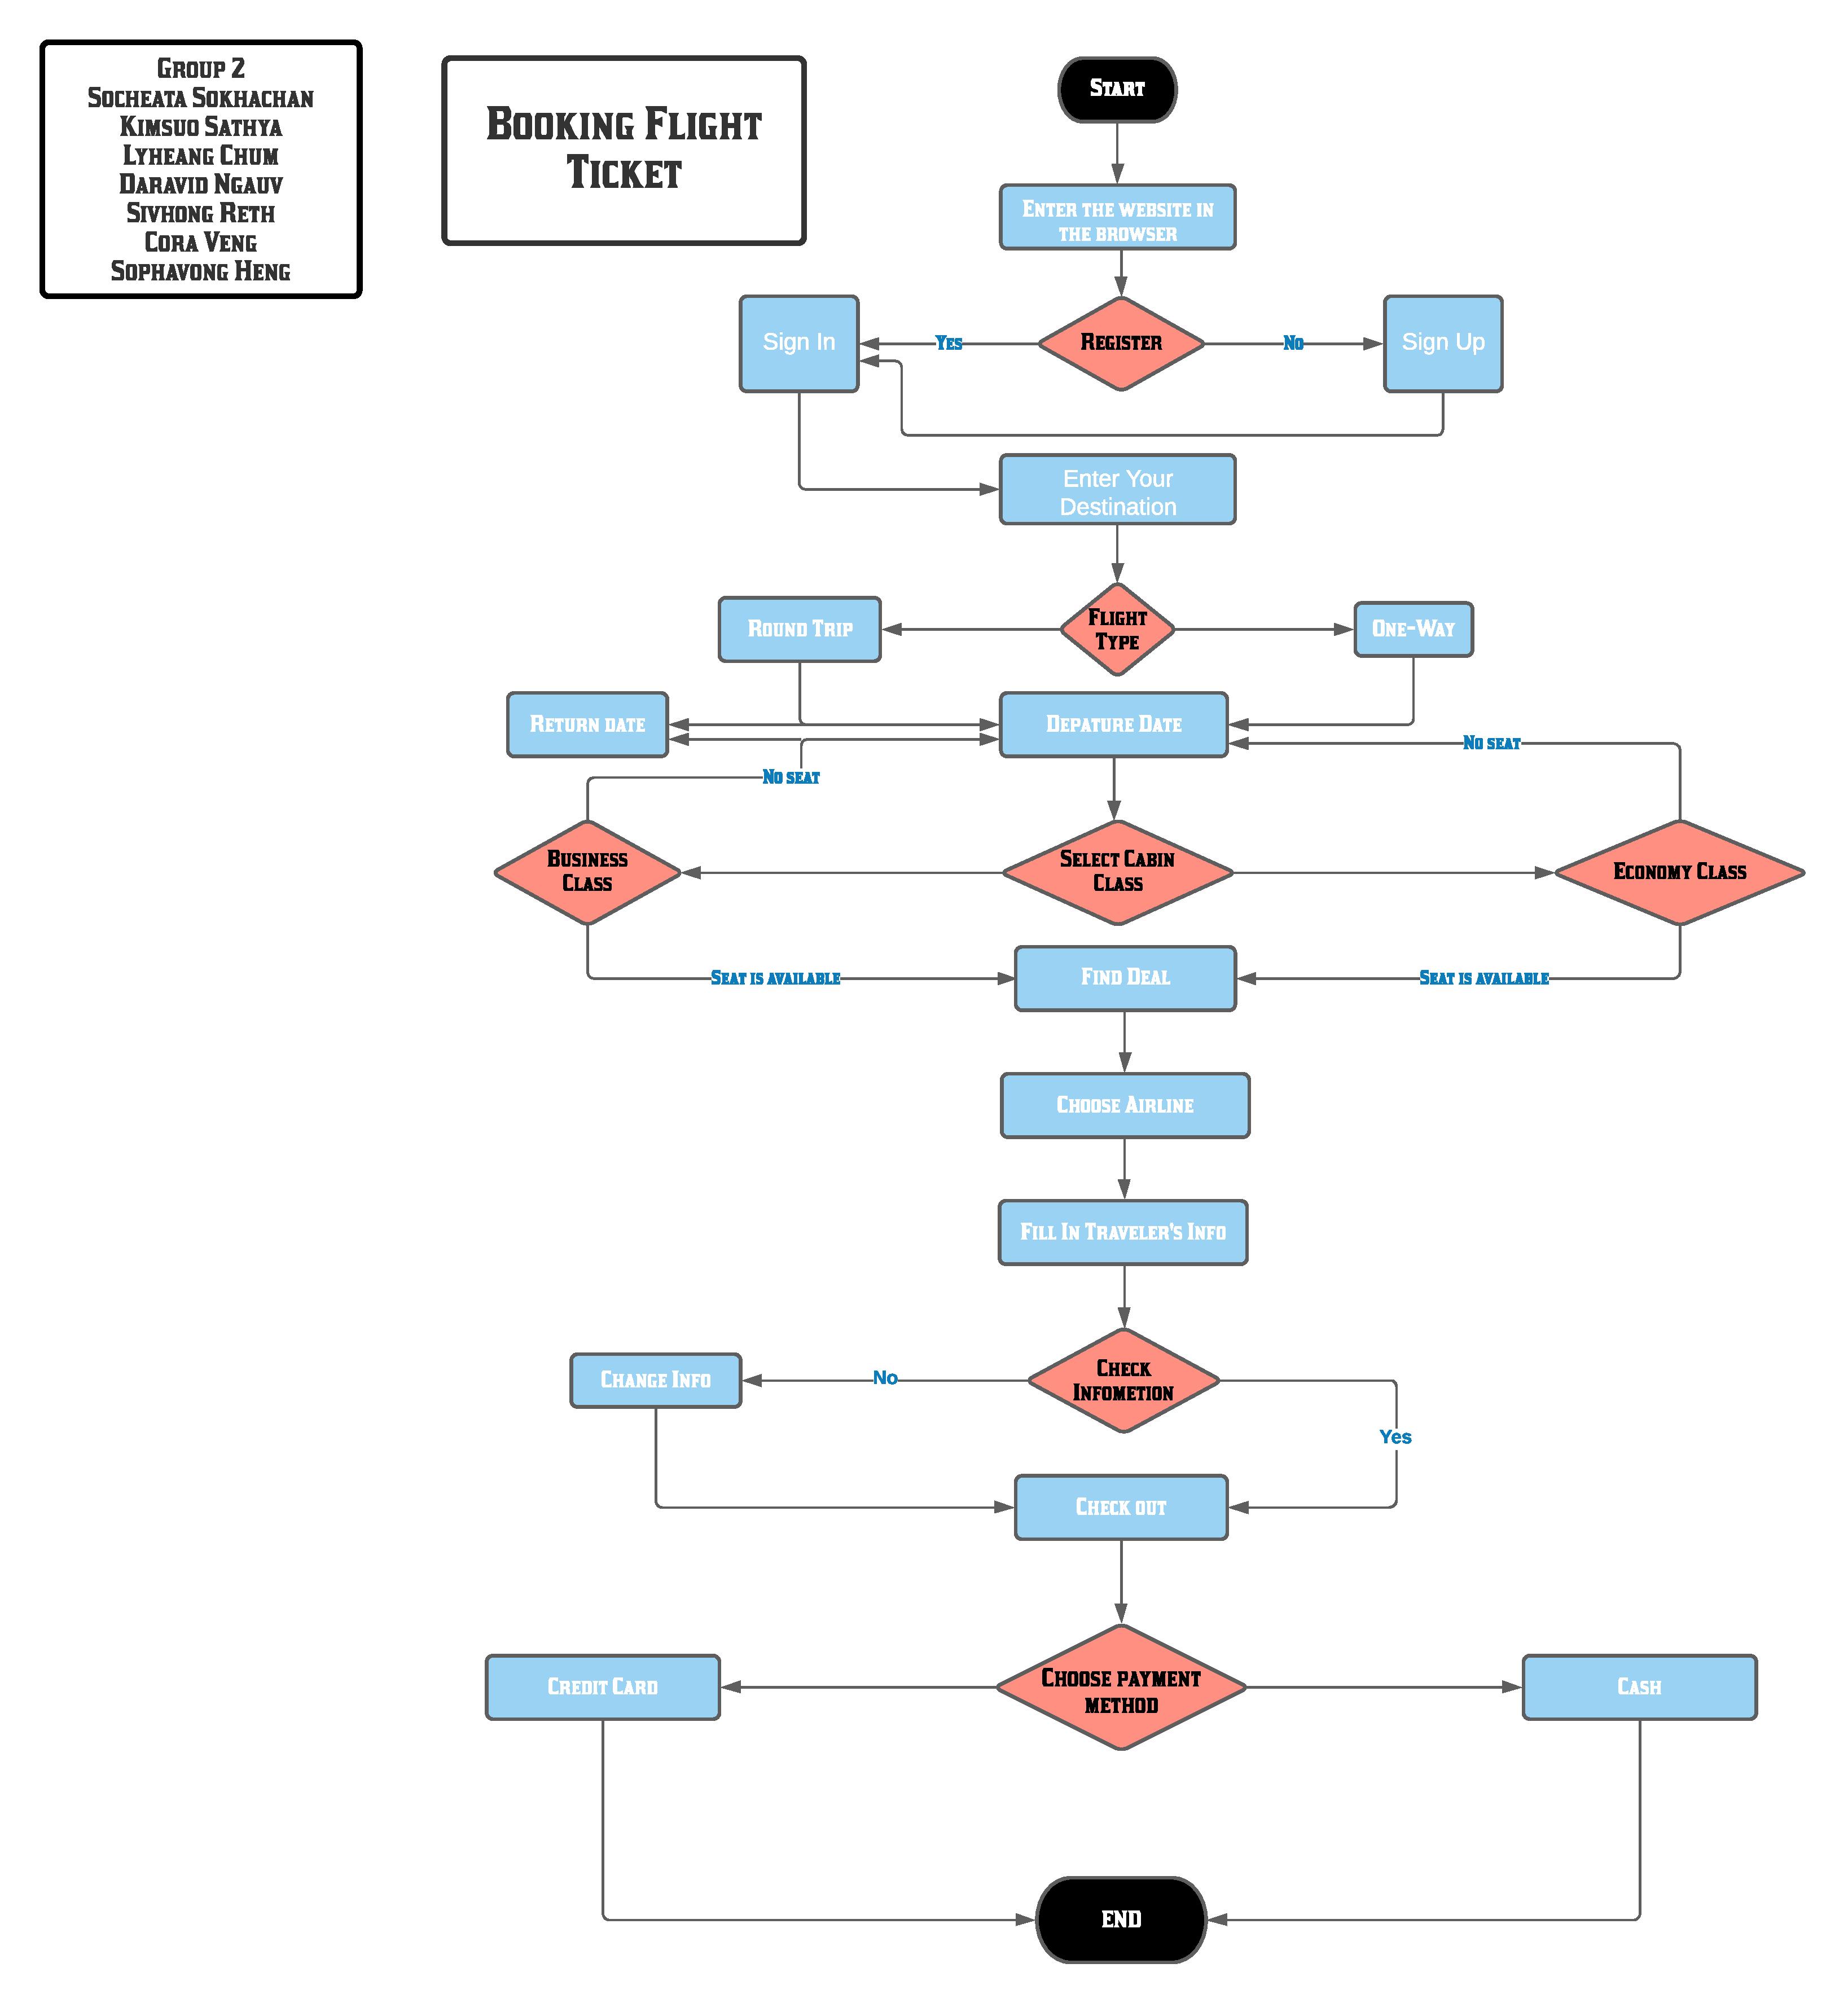 Group 2
Socheata Sokhachan
Kimsuo Sathya
Lyheang Chum
Daravid Ngauv
Sivhong Reth
Cora Veng
Sophavong Heng
Booking Flight
Ticket
Start
Enter the website in
the browser
Sign In
Yes
Register
No
Sign Up
Enter Your
Destination
Round Trip
Flight
Type
One-Way
Return date
Depature Date
No seat
No seat
Business
Class
Select Cabin
Class
Economy Class
Seat is available
Find Deal
Seat is available
Choose Airline
Fill In Traveler's Info
Change Info
No
Check
Infometion
Yes
Check out
Credit Card
Choose payment
method
Cash
END